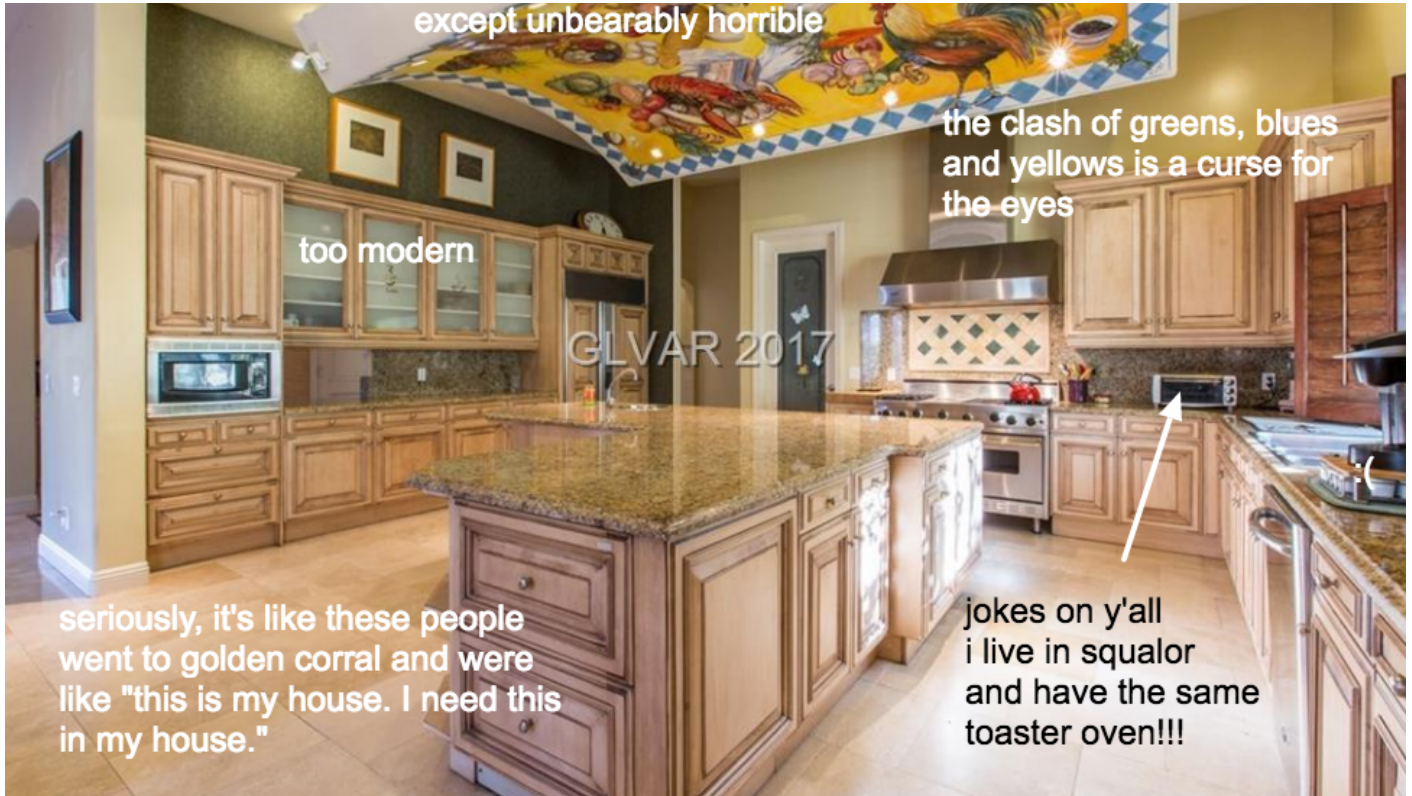 except unbearably horrible
the clash of greens, blues
and yellows is a curse for
the eyes
too modern
GLVAR 2017
:(
seriously, it's like these people
went to golden corral and were
like "this is my house. I need this
in my house."
jokes on y'all
i live in squalor
and have the same
toaster oven!!!